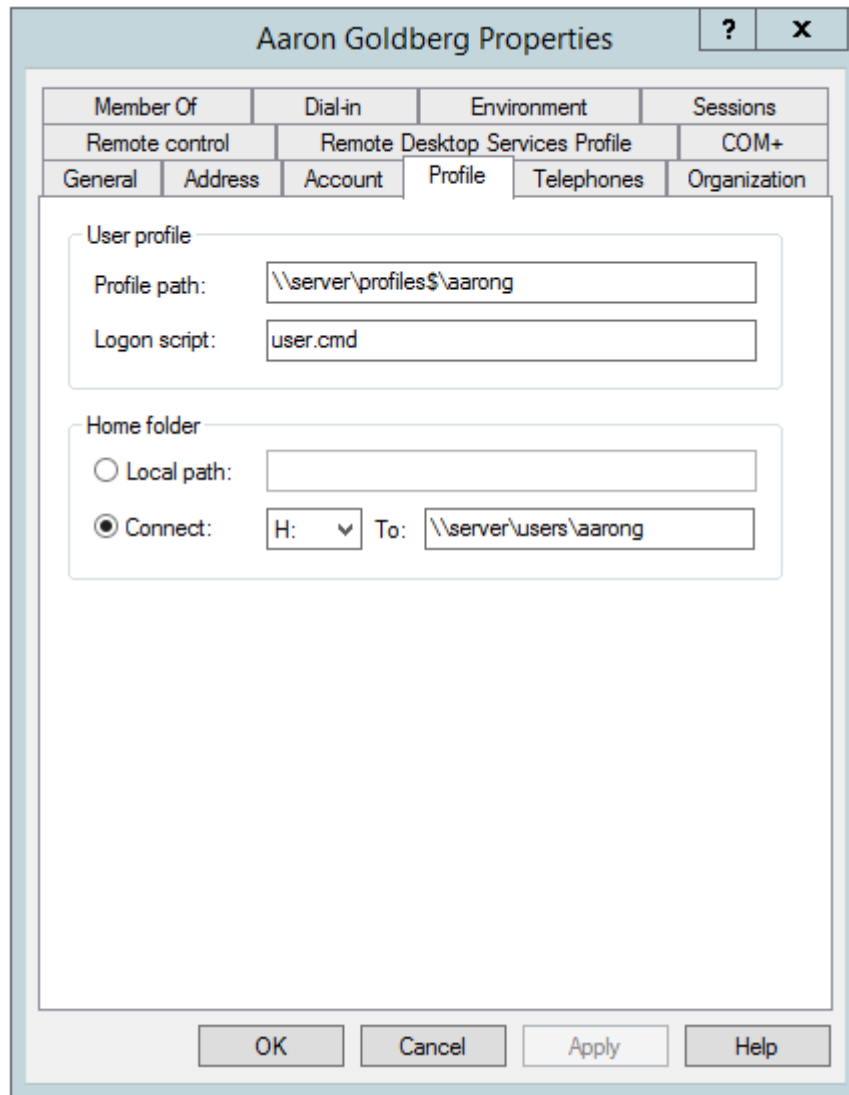 Aaron Goldberg Properties ? x
Member Of Dial-in Environment Sessions
Remote control Remote Desktop Services Profile COM+
General Address Account Profile Telephones Organization
User profile
Profile path: \\server\profiles$\aarong
Logon script: user.cmd
Home folder
Local path:
Connect: H: To: \\server\users\aarong
OK Cancel Apply Help